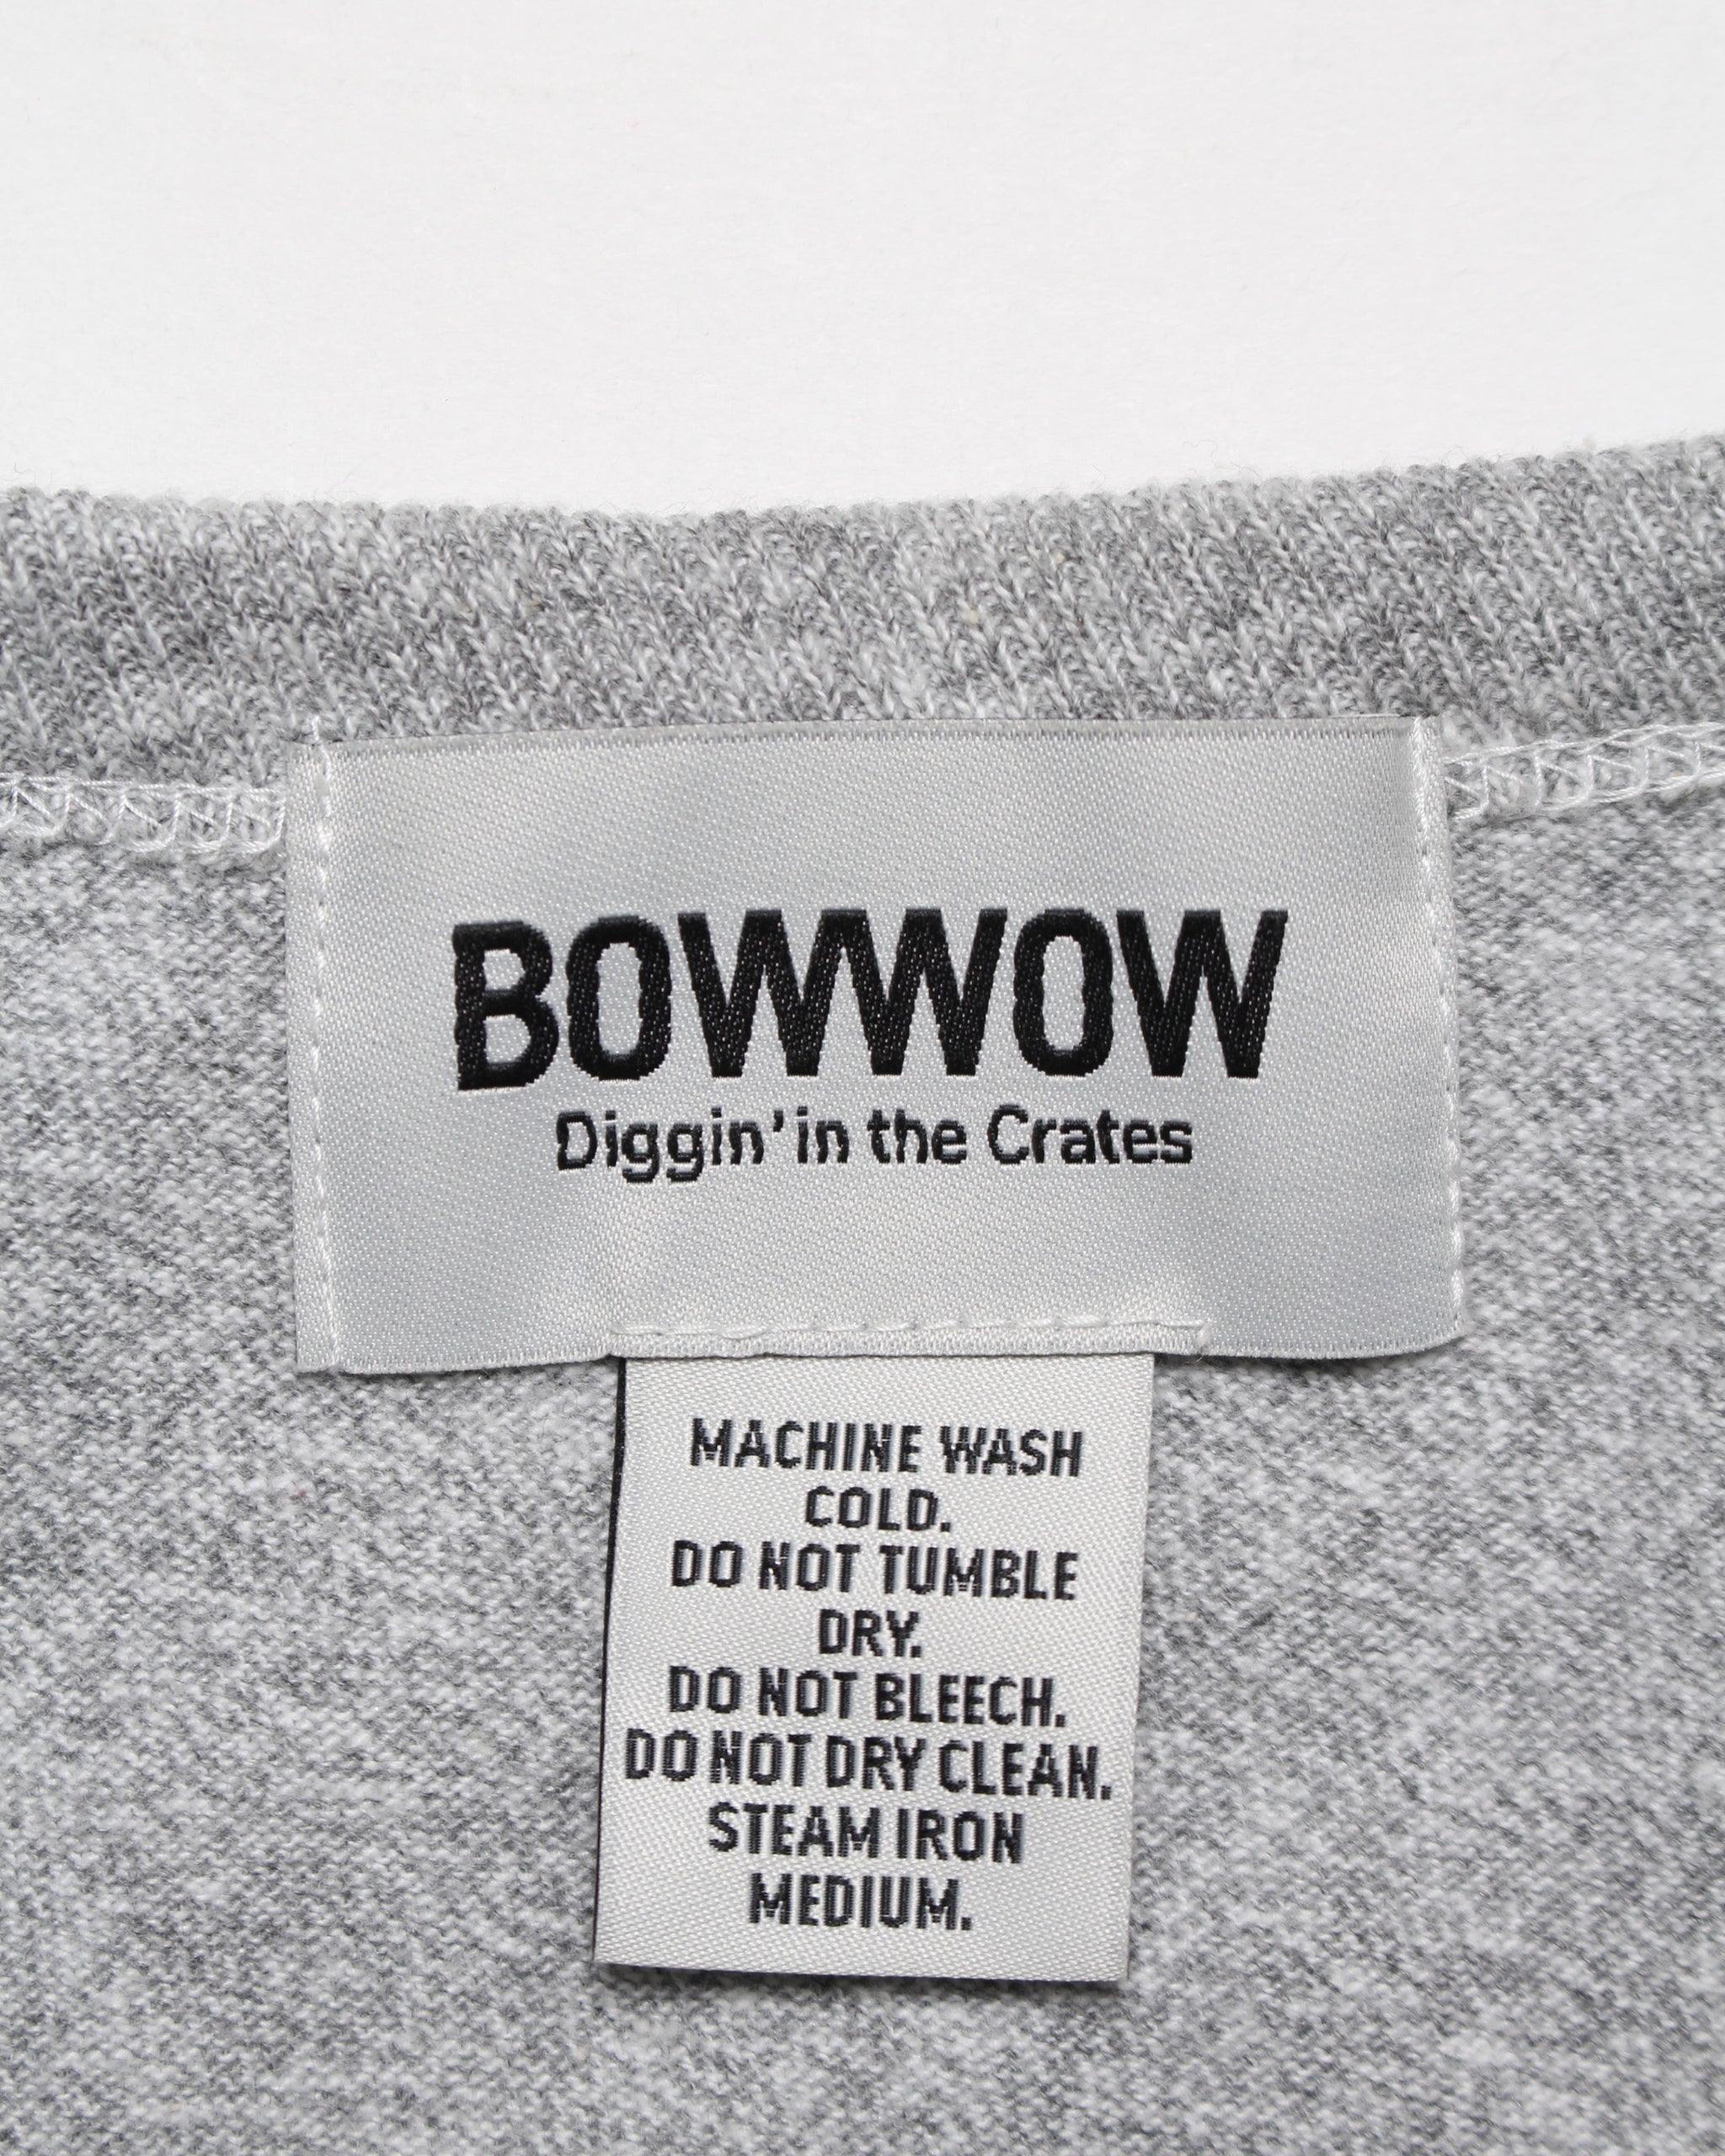 BOWWOW
Diggin' in the Crates
MACHINE WASH
COLD.
DO NOT TUMBLE
DRY.
DO NOT BLEECH.
DO NOT DRY CLEAN.
STEAM IRON
MEDIUM.